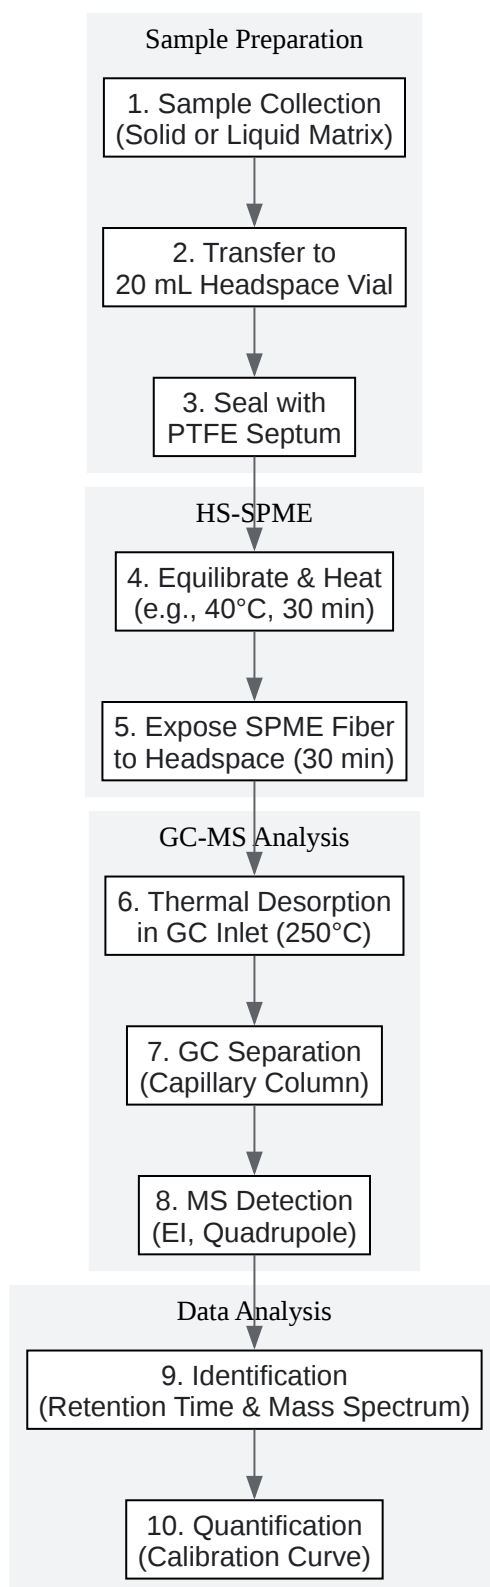 Sample Preparation
1. Sample Collection
(Solid or Liquid Matrix)
2. Transfer to
20 mL Headspace Vial
3. Seal with
PTFE Septum
HS-SPME
4. Equilibrate & Heat
(e.g., 40°C, 30 min)
5. Expose SPME Fiber
to Headspace (30 min)
GC-MS Analysis
6. Thermal Desorption
in GC Inlet (250°C)
7. GC Separation
(Capillary Column)
8. MS Detection
(EI, Quadrupole)
Data Analysis
9. Identification
(Retention Time & Mass Spectrum)
10. Quantification
(Calibration Curve)